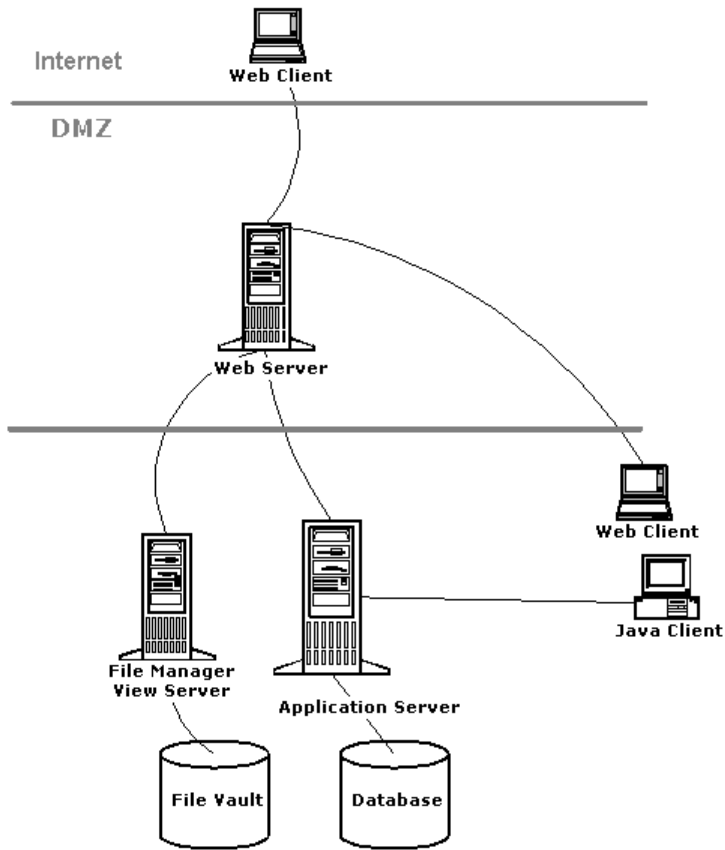 Internet
Web Client
DMZ
Web Server
Web Client
Java Client
File Manager
View Server
Application Server
File Vault
Database